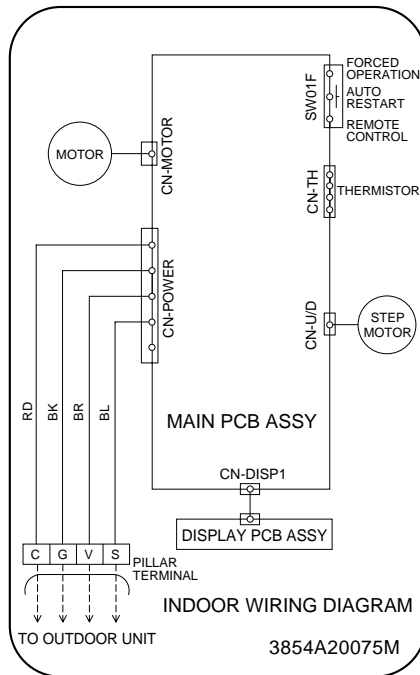 FORCED
OPERATION
AUTO
RESTART
REMOTE
CONTROL
SW01F
MOTOR
CN-MOTOR
CN-TH
THERMISTOR
CN-POWER
CN-U/D
STEP
MOTOR
RD
BK
BR
BL
MAIN PCB ASSY
CN-DISP1
DISPLAY PCB ASSY
C G V S
PILLAR
TERMINAL
TO OUTDOOR UNIT
INDOOR WIRING DIAGRAM
3854A20075M